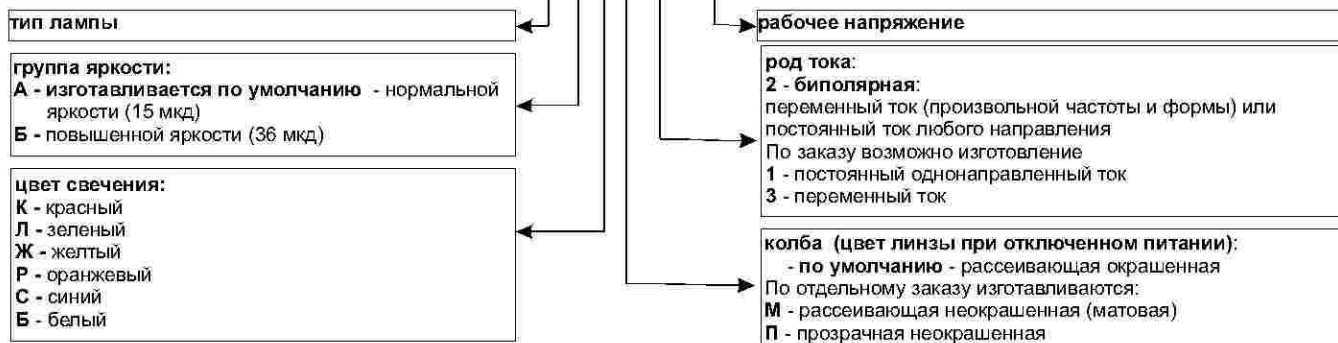 тип лампы
группа яркости:
А - изготавливается по умолчанию - нормальной
яркости (15 мкд)
Б - повышенной яркости (36 мкд)
цвет свечения:
К - красный
Л - зеленый
Ж - желтый
Р - оранжевый
С - синий
Б - белый
рабочее напряжение
род тока:
2 - биполярная:
переменный ток (произвольной частоты и формы) или
постоянный ток любого направления
По заказу возможно изготовление
1 - постоянный однонаправленный ток
3 - переменный ток
колба (цвет линзы при отключенном питании):
- по умолчанию - рассеивающая окрашенная
По отдельному заказу изготавливаются:
М - рассеивающая неокрашенная (матовая)
П - прозрачная неокрашенная